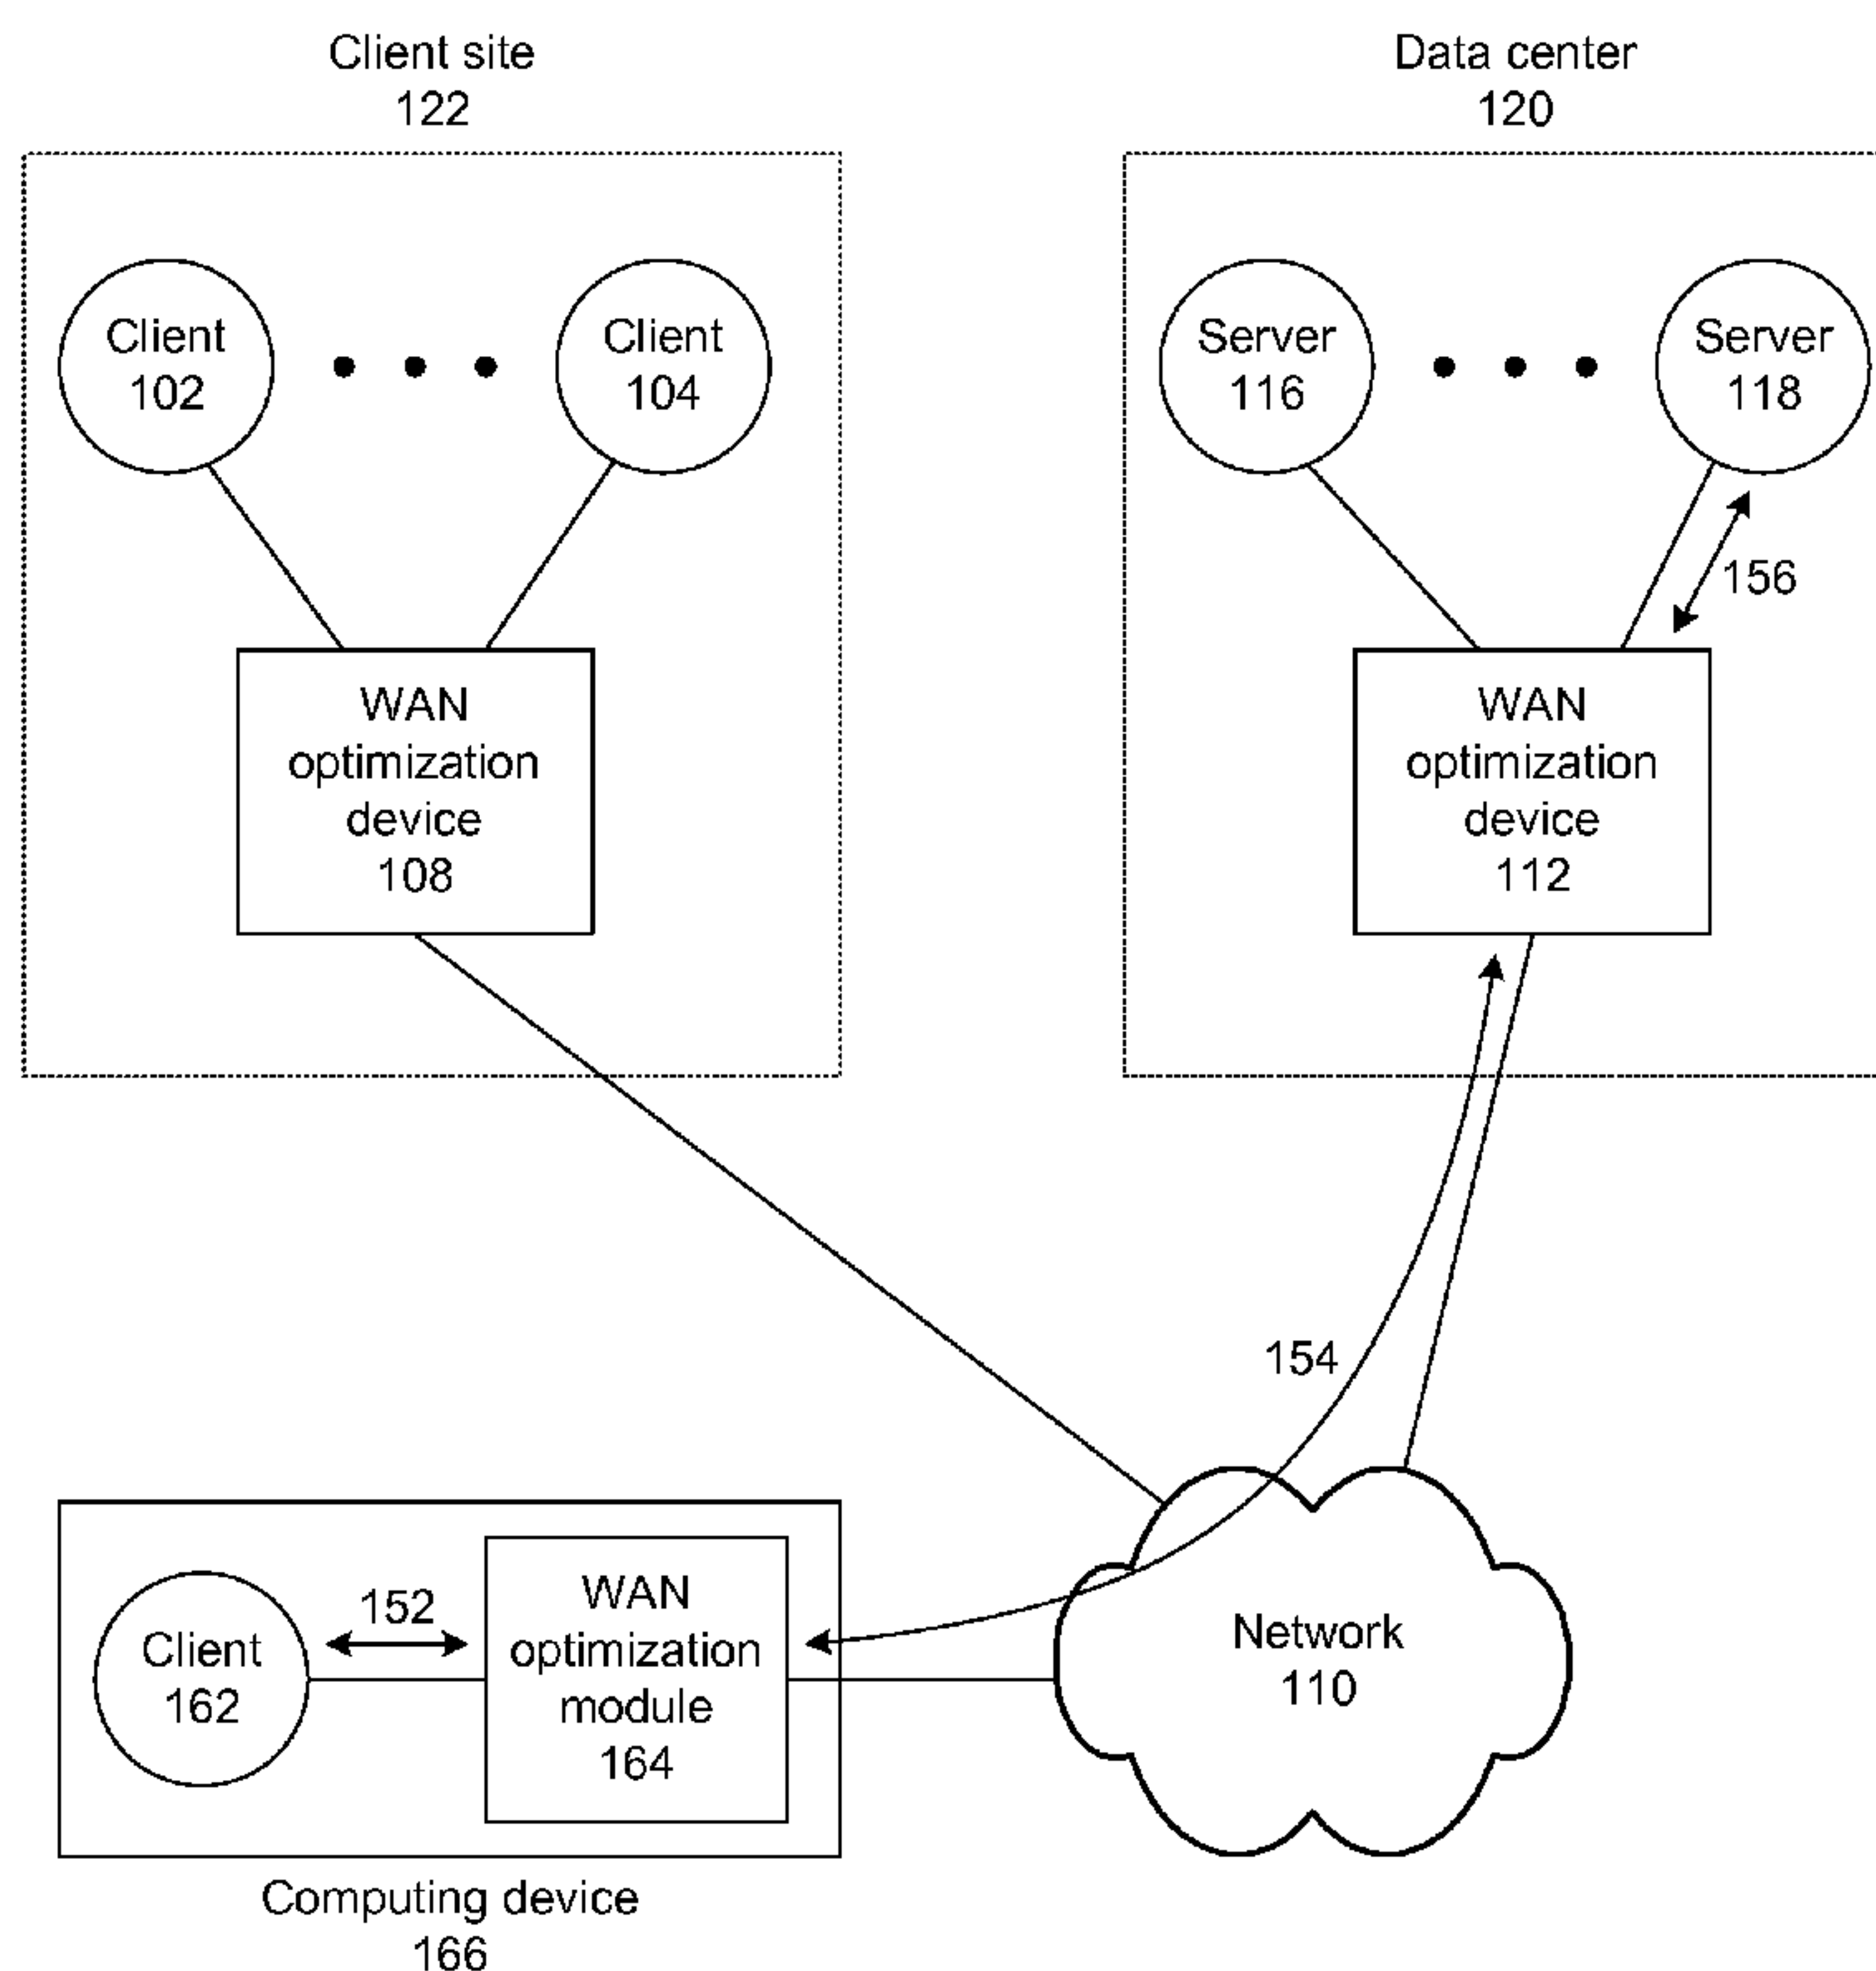 Client site
122
Data center
120
Client
102
Client
104
Server
116
Server
118
156
WAN
optimization
device
108
WAN
optimization
device
112
154
Client
162
152
WAN
optimization
module
164
Network
110
Computing device
166